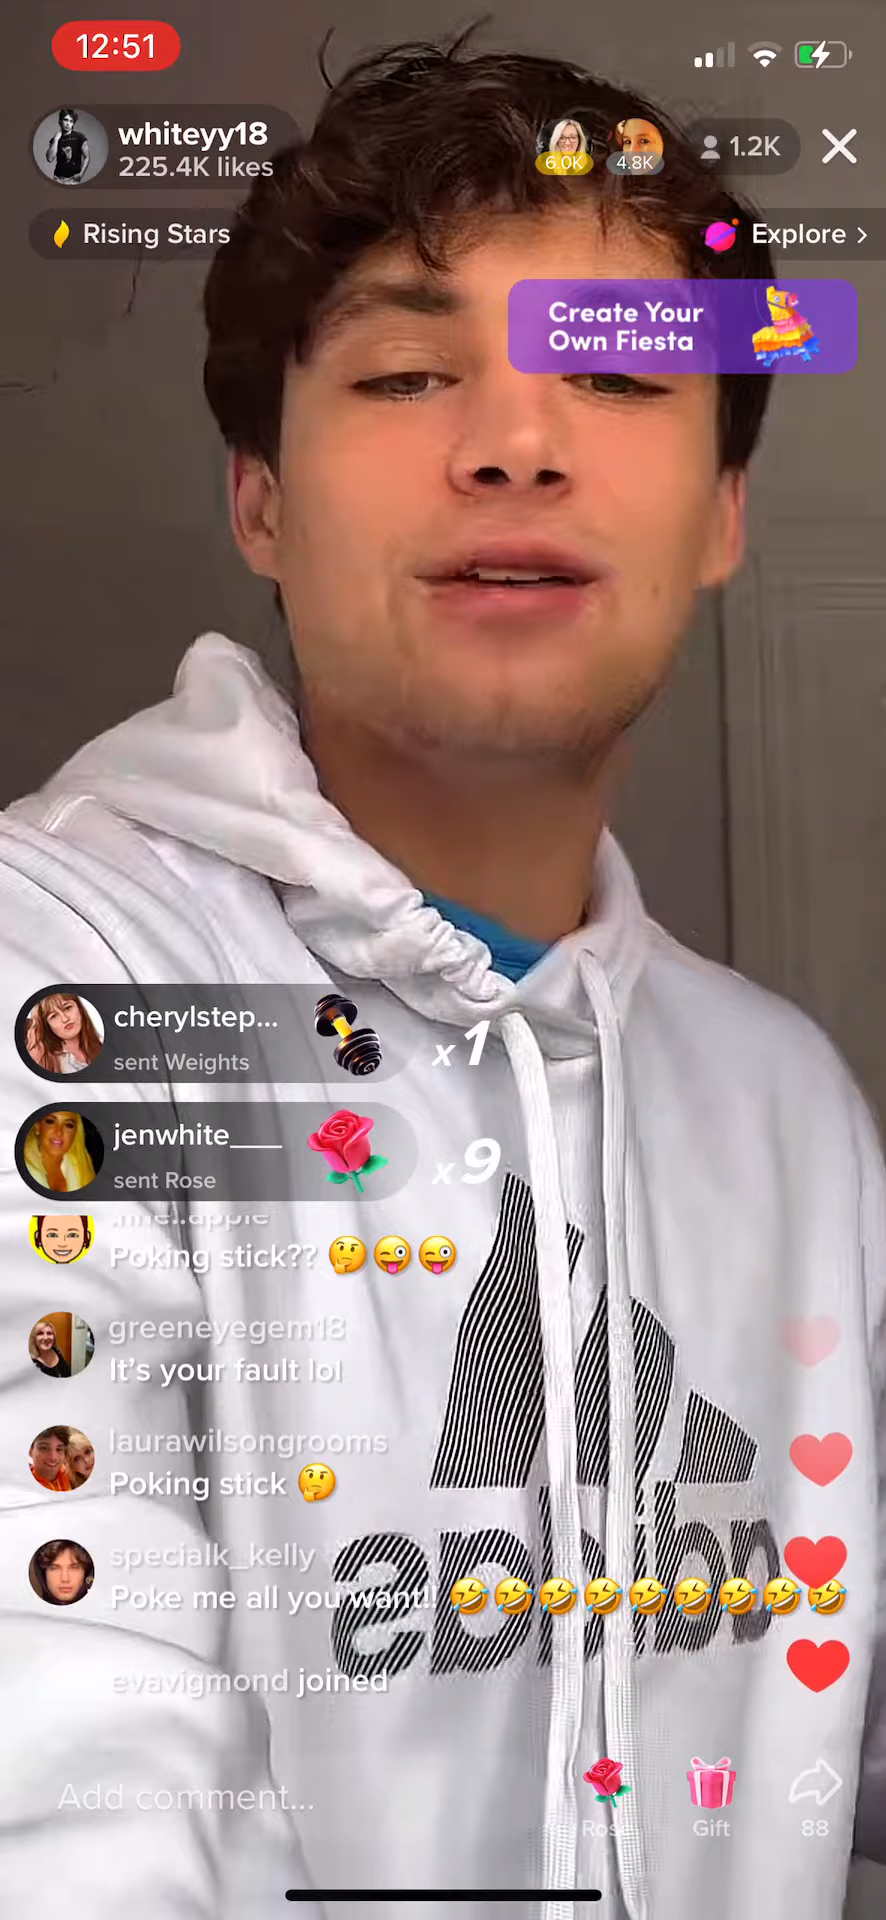 12:51
whiteyy18
225.4K likes
6.0K
4.8K
1.2K
Rising Stars
Explore >
Create Your
Own Fiesta
cherylstep...
sent Weights
x1
jenwhite___
sent Rose
x9
Poking stick?? 🤔😜😜
greeneyegem18
It's your fault lol
laurawilsongrooms
Poking stick 🤔
specialk_kelly
Poke me all you want!! 🤣🤣🤣🤣🤣🤣🤣🤣🤣
evavigmond joined
adidas
Add comment...
Rose
Gift
88